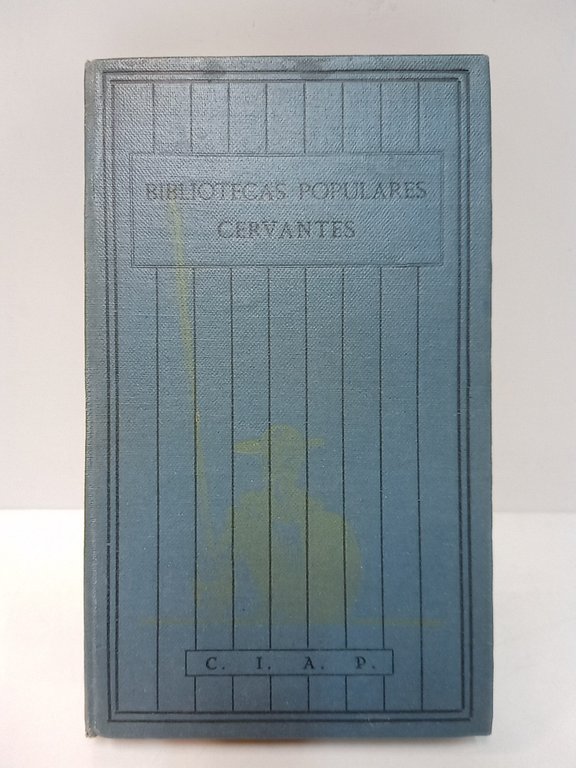 BIBLIOTECAS POPULARES
CERVANTES
C. I. A. P.